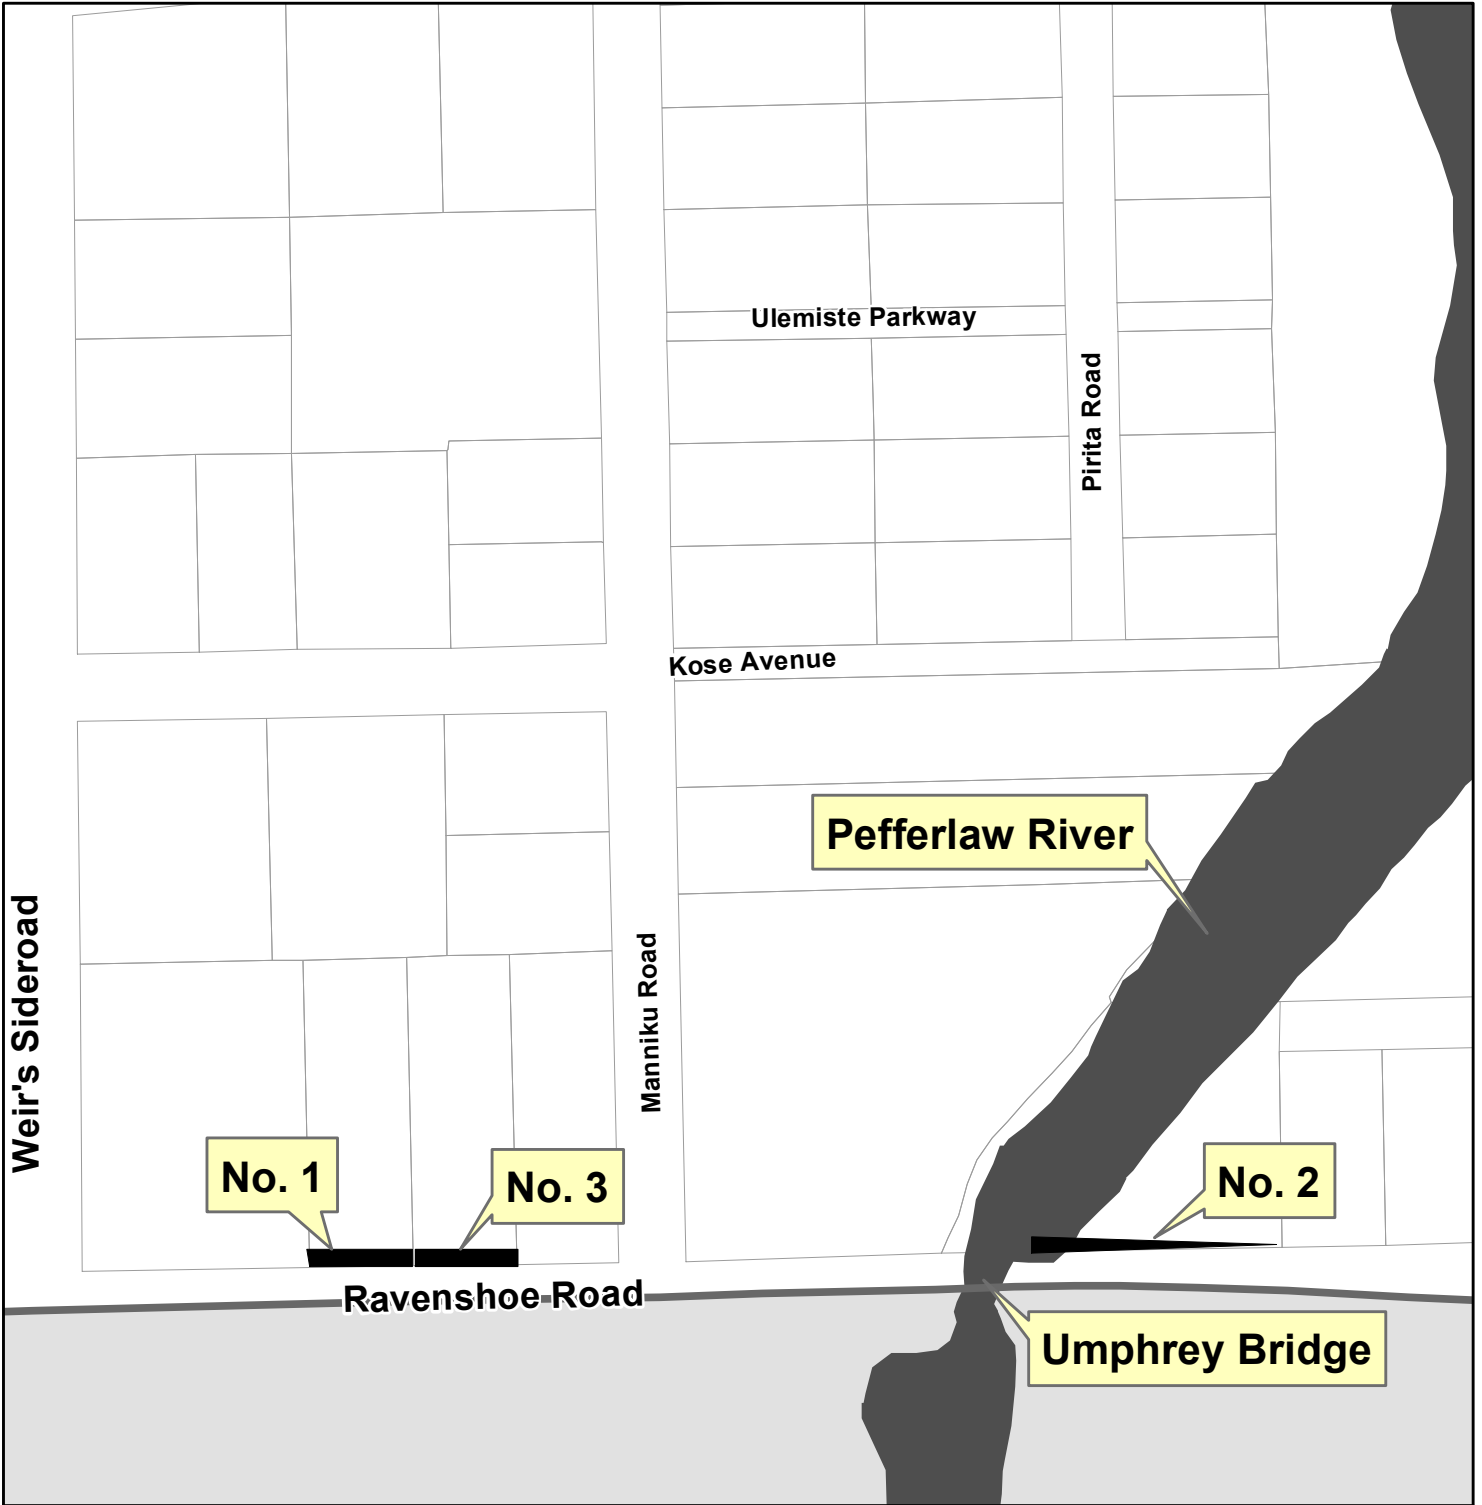 Ulemiste Parkway
Pirita Road
Kose Avenue
Pefferlaw River
Weir's Sideroad
Manniku Road
No. 1
No. 3
No. 2
Ravenshoe Road
Umphrey Bridge